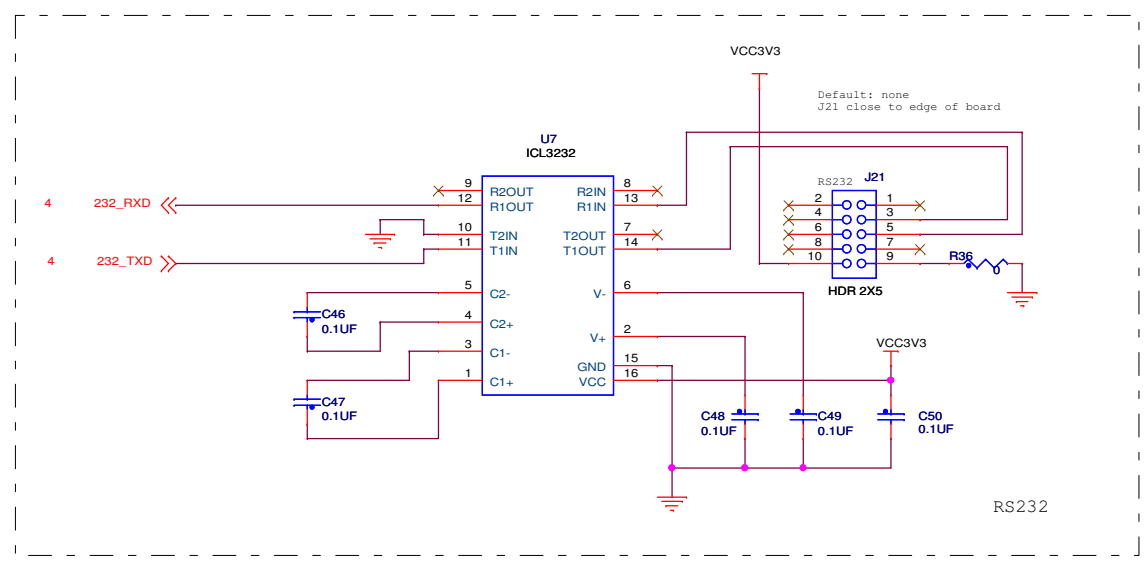 VCC3V3
Default: none
J21 close to edge of board
U7
ICL3232
RS232 J21
9 R2OUT R2IN 8
4 232_RXD 12 R1OUT R1IN 13
2 1
4 3
10 T2IN T2OUT 7
6 5
4 232_TXD 11 T1IN T1OUT 14
8 7
10 9 R36 0
5 C2- V- 6
HDR 2X5
C46
0.1UF
4 C2+ V+ 2
3 C1- GND 15
VCC3V3
1 C1+ VCC 16
C47
0.1UF
C48
0.1UF
C49
0.1UF
C50
0.1UF
RS232